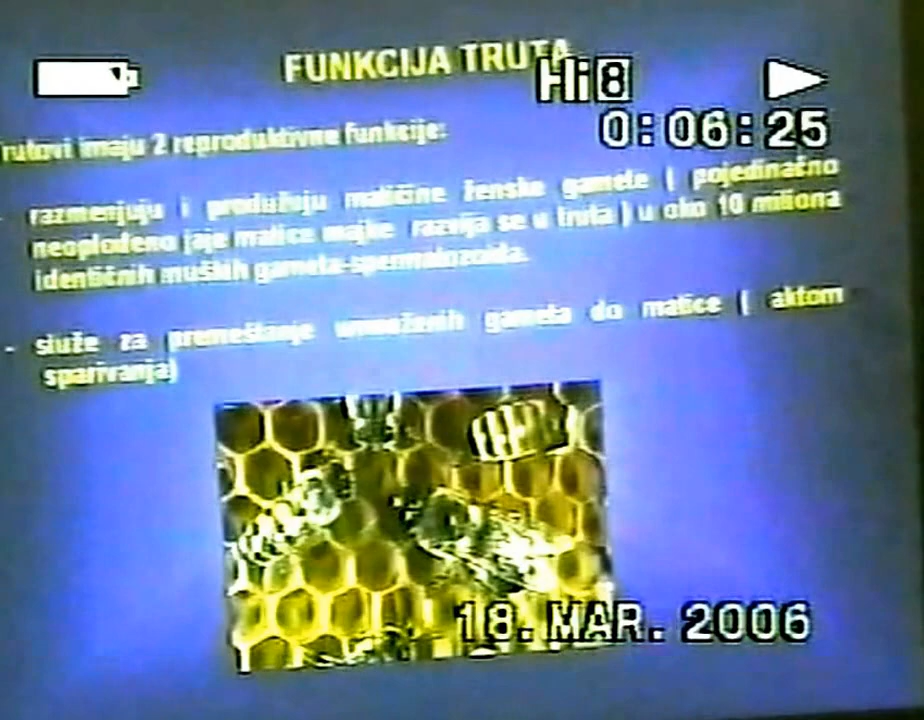 FUNKCIJA TRUTA
Hi8
0:06:25
rutovi imaju 2 reproduktivne funkcije:
- razmenjuju i produžuju matičine ženske gamete ( pojedinačno
neoplođeno jaje matice majke razvija se u truta ) u oko 10 miliona
identičnih muških gameta-spermatozoida.
- služe za premeštanje umnoženih gameta do matice ( aktom
sparivanja)
18. MAR. 2006